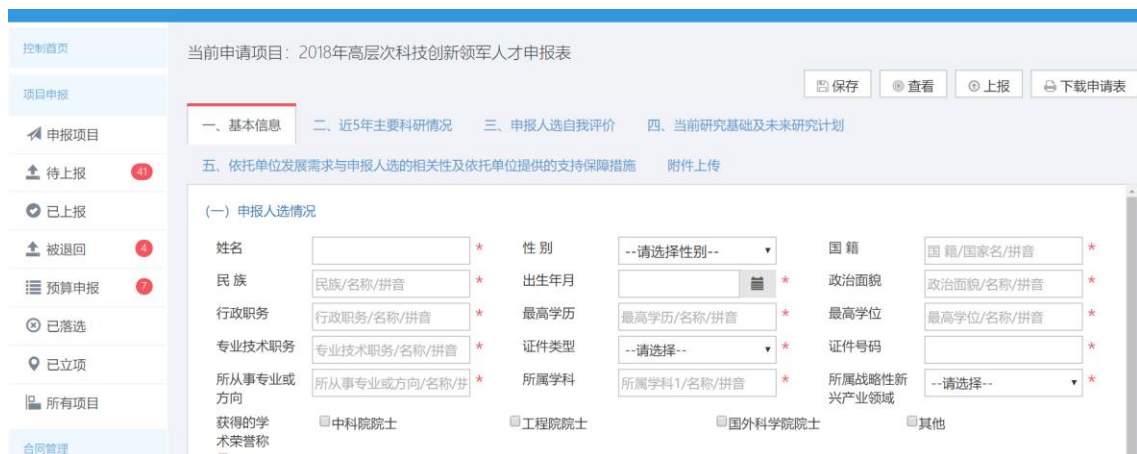 控制首页
项目申报
申报项目
待上报 41
已上报
被退回 4
预算申报 7
已落选
已立项
所有项目
合同管理
当前申请项目：2018年高层次科技创新领军人才申报表
保存 查看 上报 下载申请表
一、基本信息 二、近5年主要科研情况 三、申报人选自我评价 四、当前研究基础及未来研究计划
五、依托单位发展需求与申报人选的相关性及依托单位提供的支持保障措施 附件上传
(一) 申报人选情况
姓名 * 性 别 --请选择性别-- 国 籍 国 籍/国家名/拼音 *
民 族 民族/名称/拼音 * 出生年月 * 政治面貌 政治面貌/名称/拼音 *
行政职务 行政职务/名称/拼音 * 最高学历 最高学历/名称/拼音 * 最高学位 最高学位/名称/拼音 *
专业技术职务 专业技术职务/名称/拼音 * 证件类型 --请选择-- * 证件号码 *
所从事专业或 所从事专业或方向/名称/拼 * 所属学科 所属学科1/名称/拼音 * 所属战略性新 --请选择-- *
方向 兴产业领域
获得的学 中科院院士 工程院院士 国外科学院院士 其他
术荣誉称